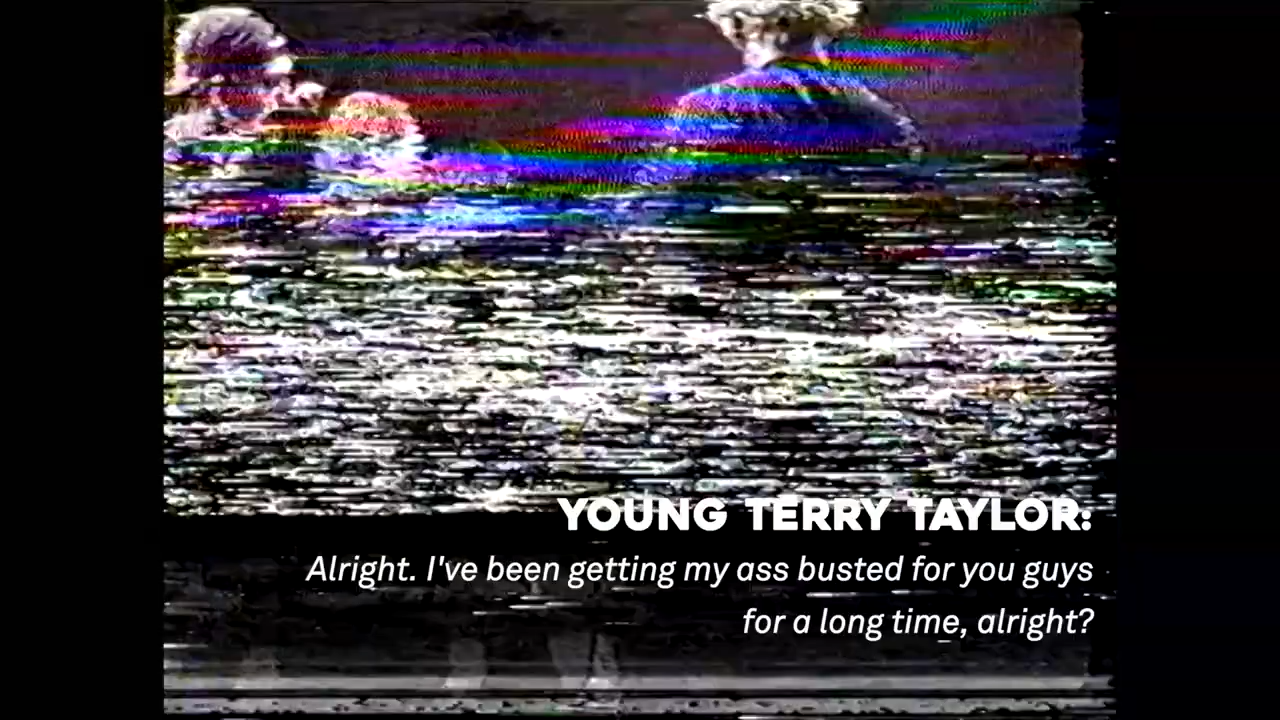 YOUNG TERRY TAYLOR:
Alright. I've been getting my ass busted for you guys
for a long time, alright?